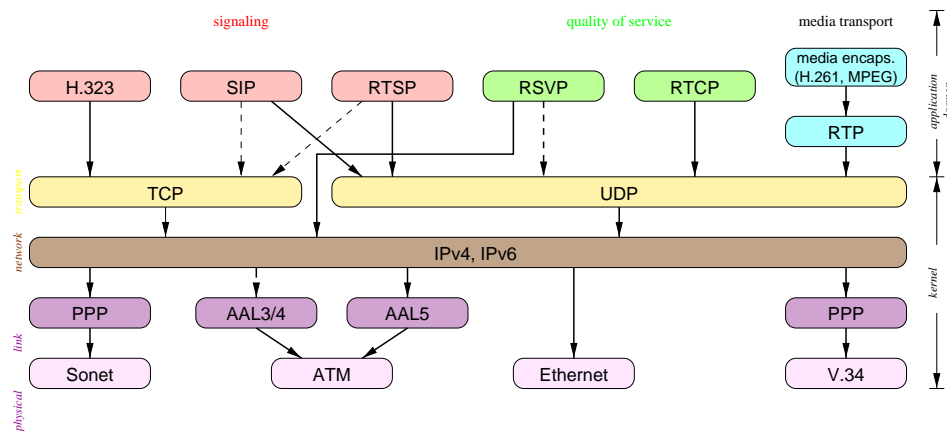 signaling
quality of service
media transport
media encaps.
(H.261, MPEG)
H.323
SIP
RTSP
RSVP
RTCP
RTP
application
daemon
TCP
UDP
transport
network
IPv4, IPv6
kernel
PPP
AAL3/4
AAL5
PPP
link
Sonet
ATM
Ethernet
V.34
physical